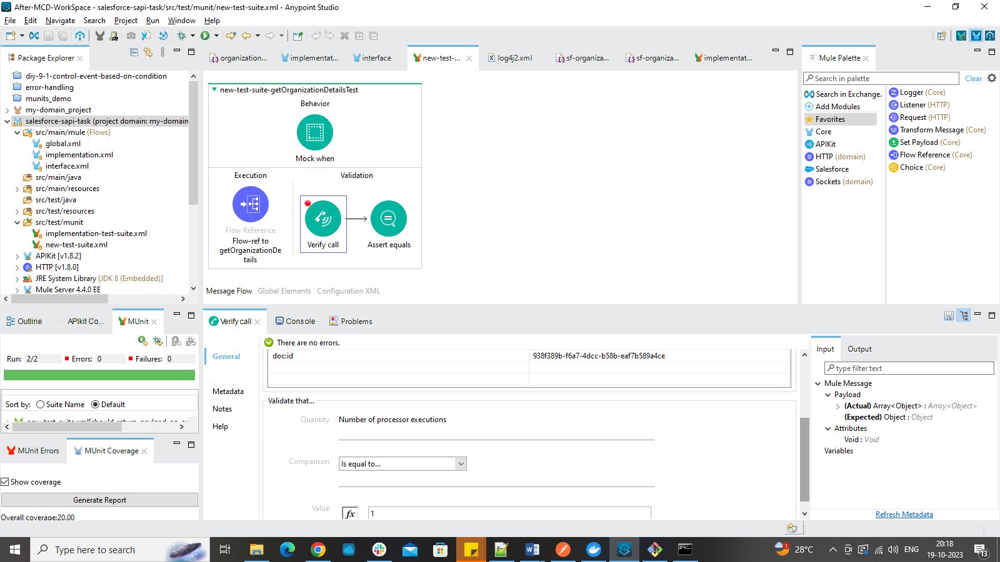 After-MCD-WorkSpace - salesforce-sapi-task/src/test/munit/new-test-suite.xml - Anypoint Studio
File Edit Navigate Search Project Run Window Help
Package Explorer
diy-9-1-control-event-based-on-condition
error-handling
munits_demo
my-domain_project
salesforce-sapi-task (project domain: my-domain
src/main/mule (Flows)
global.xml
implementation.xml
interface.xml
src/main/java
src/main/resources
src/test/java
src/test/resources
src/test/munit
implementation-test-suite.xml
new-test-suite.xml
APIKit [v1.8.2]
HTTP [v1.8.0]
JRE System Library [JDK 8 (Embedded)]
Mule Server 4.4.0 EE
organization...
implementat...
interface
new-test-...
log4j2.xml
sf-organiza...
sf-organiza...
implementat...
new-test-suite-getOrganizationDetailsTest
Behavior
Mock when
Execution
Validation
Flow Reference
Flow-ref to
getOrganizationDe
tails
Verify call
Assert equals
Message Flow Global Elements Configuration XML
Mule Palette
Search in palette
Clear
Search in Exchange.
Add Modules
Favorites
Core
APIKit
HTTP (domain)
Salesforce
Sockets (domain)
Logger (Core)
Listener (HTTP)
Request (HTTP)
Transform Message (Core)
Set Payload (Core)
Flow Reference (Core)
Choice (Core)
Outline
APIkit Co...
MUnit
Run: 2/2 Errors: 0 Failures: 0
Sort by: Suite Name Default
MUnit Errors
MUnit Coverage
Show coverage
Generate Report
Overall coverage:20.00
Verify call
Console
Problems
There are no errors.
General
Metadata
Notes
Help
doc:id 938f389b-f6a7-4dcc-b58b-eaf7b589a4ce
Validate that...
Quantity Number of processor executions
Comparison Is equal to...
Value fx 1
Input Output
type filter text
Mule Message
Payload
(Actual) Array<Object> : Array<Object>
(Expected) Object : Object
Attributes
Void : Void
Variables
Refresh Metadata
Type here to search
1
28°C
ENG
20:18
19-10-2023
13